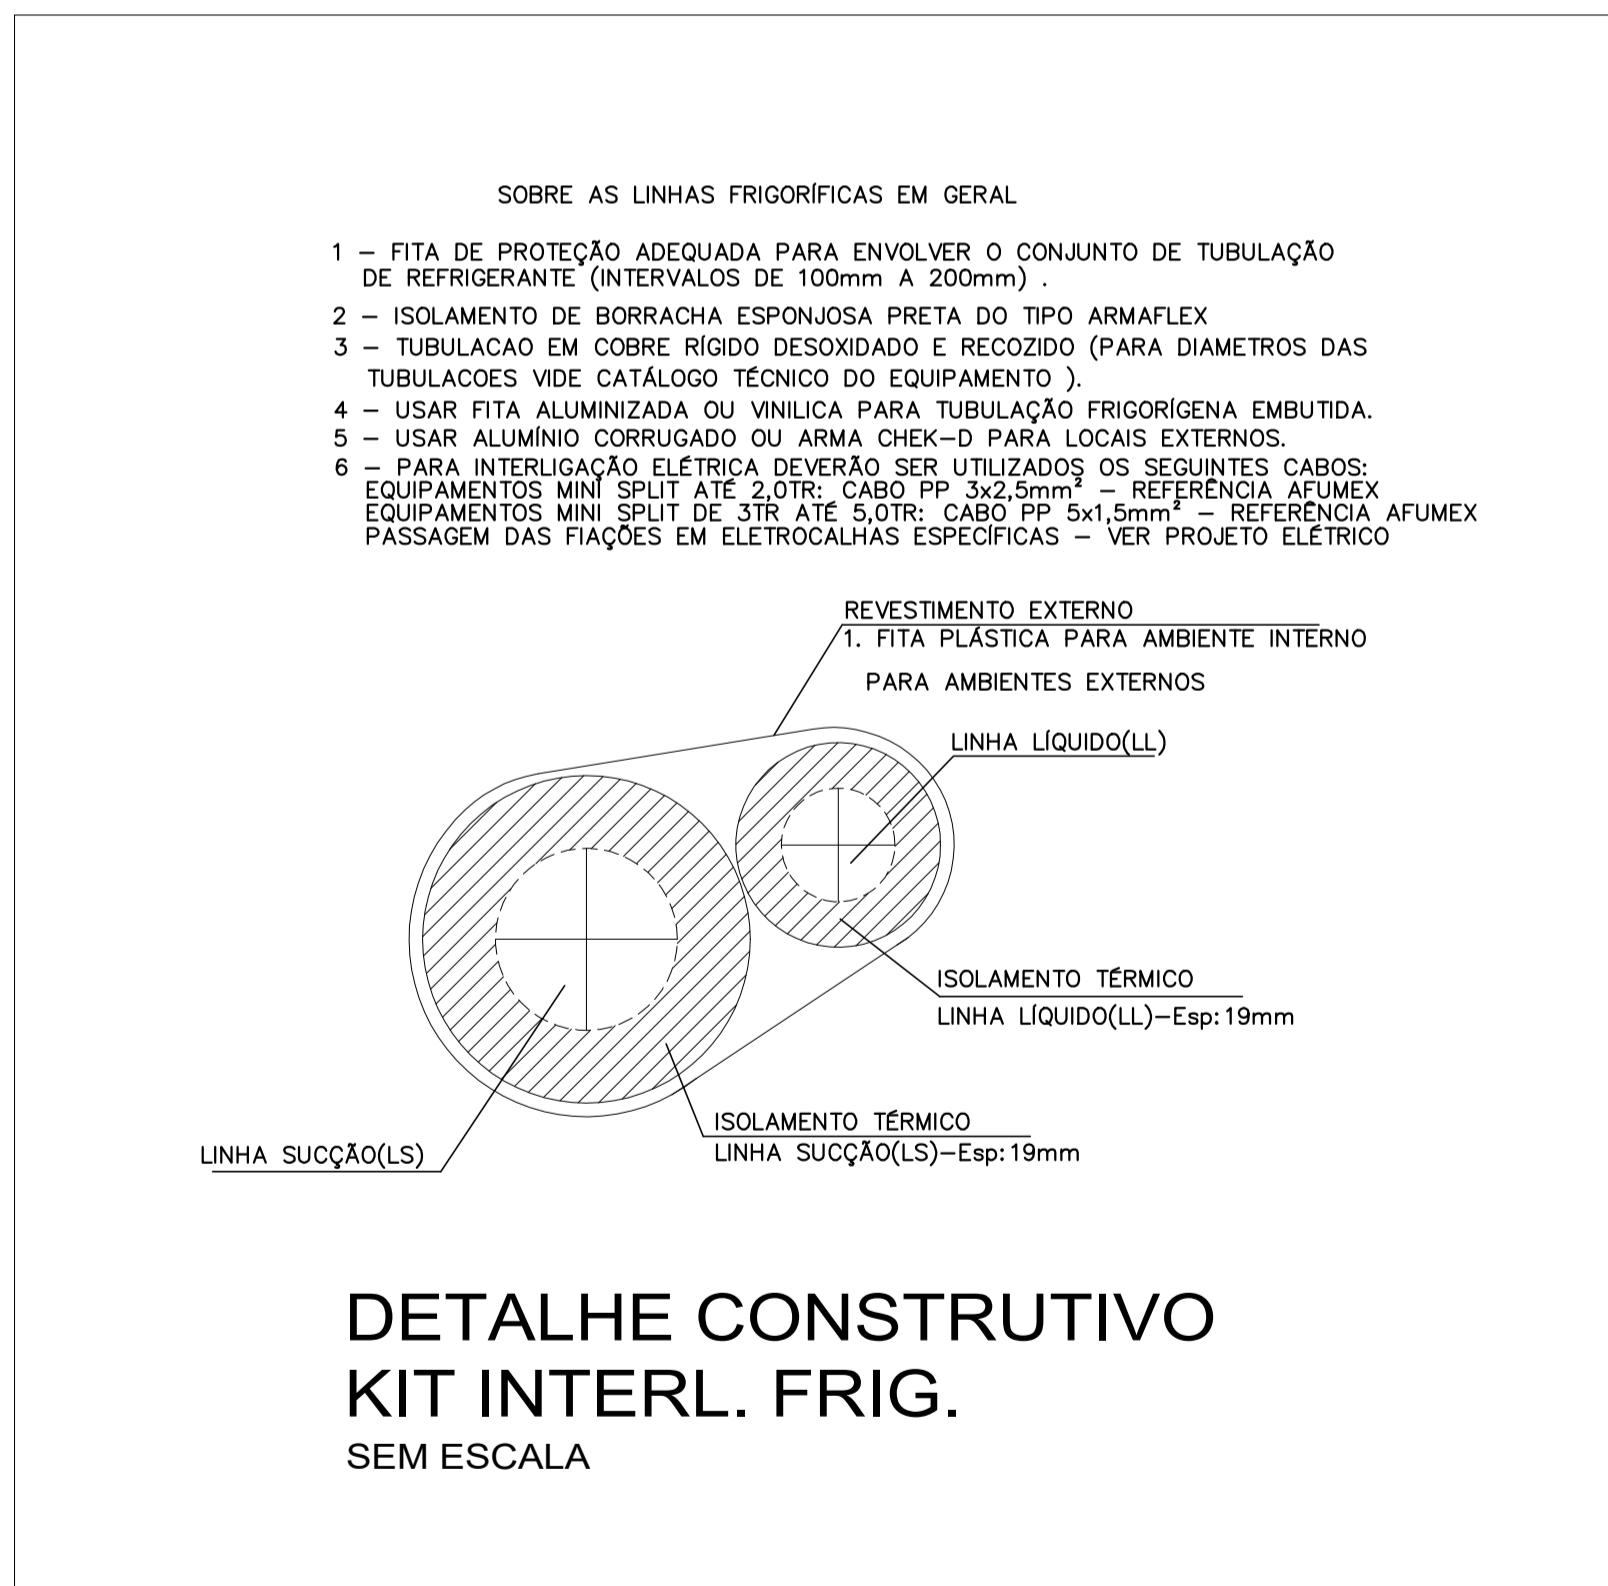 SOBRE AS LINHAS FRIGORÍFICAS EM GERAL
1 – FITA DE PROTEÇÃO ADEQUADA PARA ENVOLVER O CONJUNTO DE TUBULAÇÃO
DE REFRIGERANTE (INTERVALOS DE 100mm A 200mm) .
2 – ISOLAMENTO DE BORRACHA ESPONJOSA PRETA DO TIPO ARMAFLEX
3 – TUBULACAO EM COBRE RÍGIDO DESOXIDADO E RECOZIDO (PARA DIAMETROS DAS
TUBULACOES VIDE CATÁLOGO TÉCNICO DO EQUIPAMENTO ).
4 – USAR FITA ALUMINIZADA OU VINILICA PARA TUBULAÇÃO FRIGORÍGENA EMBUTIDA.
5 – USAR ALUMÍNIO CORRUGADO OU ARMA CHEK–D PARA LOCAIS EXTERNOS.
6 – PARA INTERLIGAÇÃO ELÉTRICA DEVERÃO SER UTILIZADOS OS SEGUINTES CABOS:
EQUIPAMENTOS MINI SPLIT ATÉ 2,0TR: CABO PP 3x2,5mm² – REFERÊNCIA AFUMEX
EQUIPAMENTOS MINI SPLIT DE 3TR ATÉ 5,0TR: CABO PP 5x1,5mm² – REFERÊNCIA AFUMEX
PASSAGEM DAS FIAÇÕES EM ELETROCALHAS ESPECÍFICAS – VER PROJETO ELÉTRICO
REVESTIMENTO EXTERNO
1. FITA PLÁSTICA PARA AMBIENTE INTERNO
PARA AMBIENTES EXTERNOS
LINHA LÍQUIDO(LL)
ISOLAMENTO TÉRMICO
LINHA LÍQUIDO(LL)–Esp:19mm
ISOLAMENTO TÉRMICO
LINHA SUCÇÃO(LS)–Esp:19mm
LINHA SUCÇÃO(LS)
DETALHE CONSTRUTIVO
KIT INTERL. FRIG.
SEM ESCALA